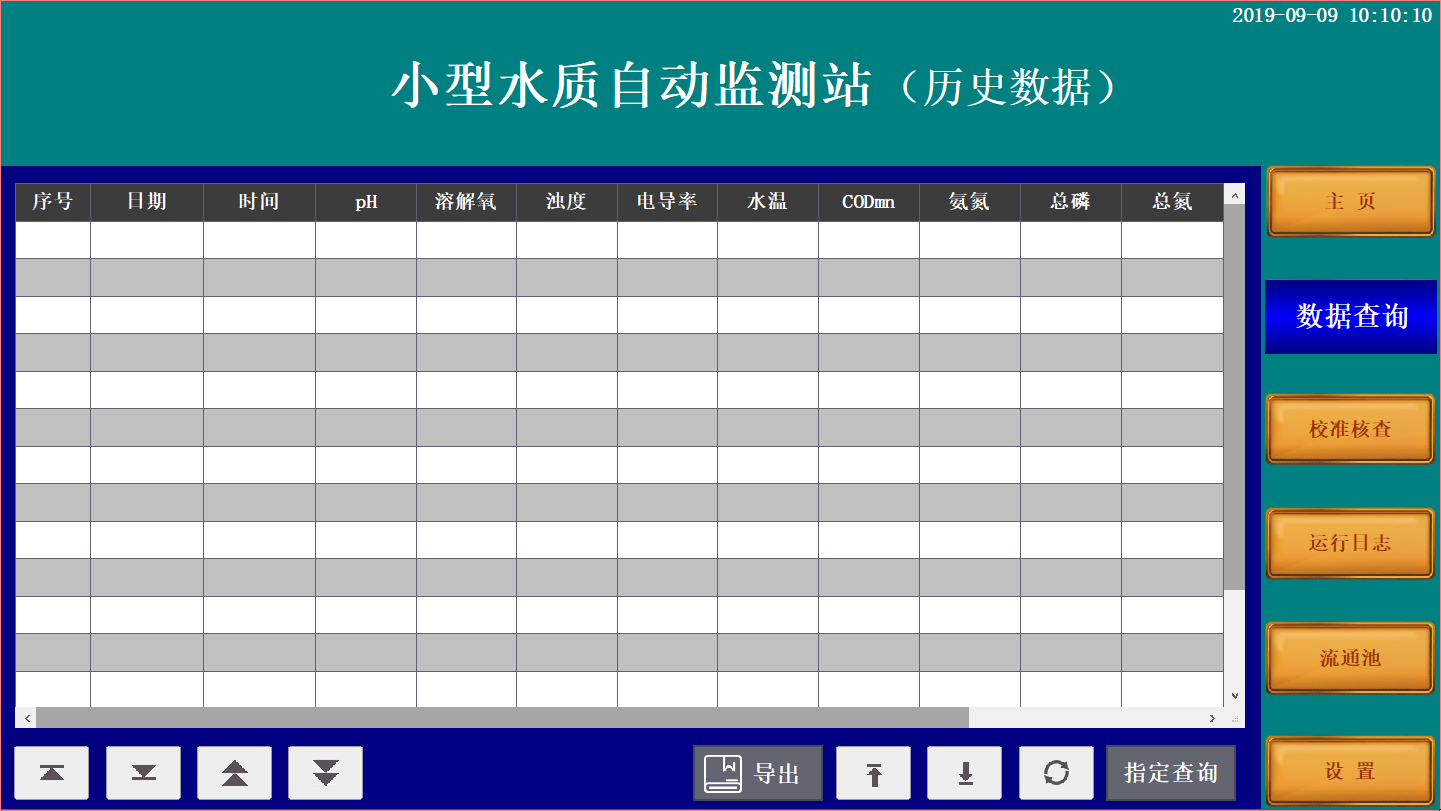 2019-09-09 10:10:10
小型水质自动监测站（历史数据）
序号 日期 时间 pH 溶解氧 浊度 电导率 水温 CODmn 氨氮 总磷 总氮
主 页
数据查询
校准核查
运行日志
流通池
设 置
导出 指定查询